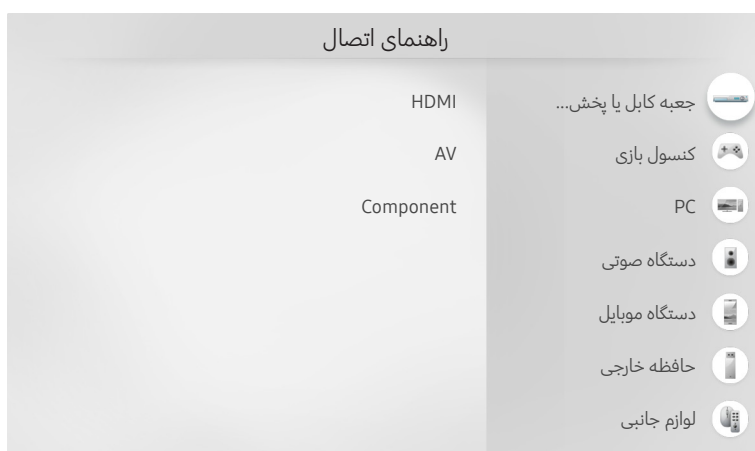 راهنمای اتصال
جعبه کابل یا پخش...
کنسول بازی
PC
دستگاه صوتی
دستگاه موبایل
حافظه خارجی
لوازم جانبی
HDMI
AV
Component